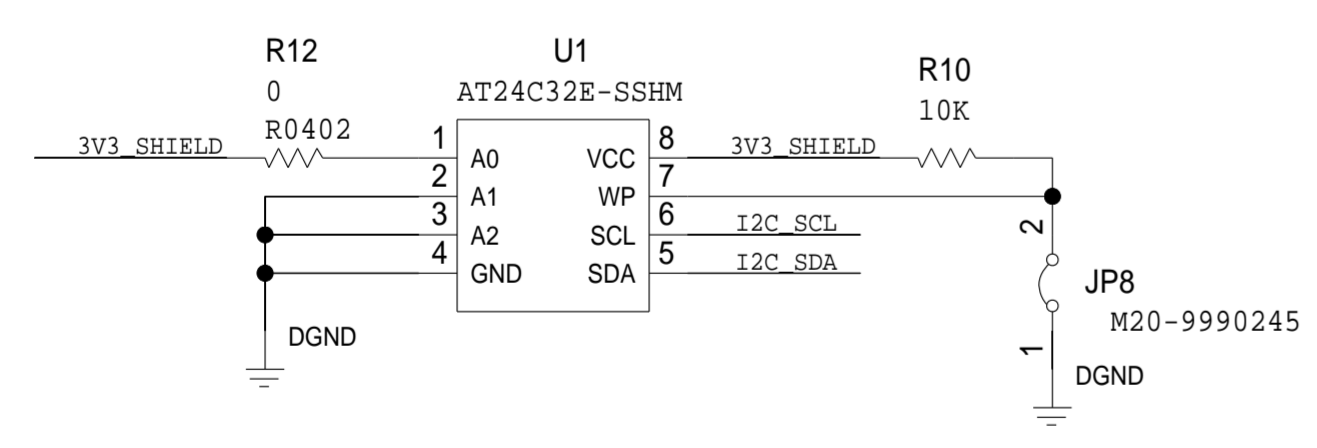 R12
0
R0402
3V3_SHIELD
U1
AT24C32E-SSHM
1
2
3
4
A0
A1
A2
GND
VCC
WP
SCL
SDA
8
7
6
5
3V3_SHIELD
I2C_SCL
I2C_SDA
R10
10K
2
JP8
M20-9990245
1
DGND
DGND